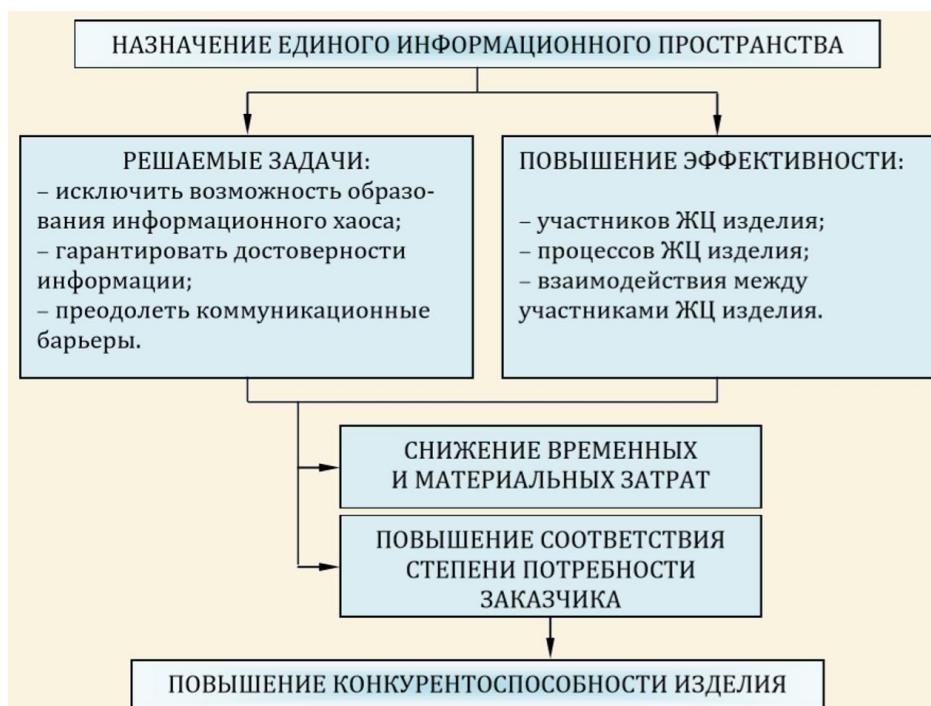 НАЗНАЧЕНИЕ ЕДИНОГО ИНФОРМАЦИОННОГО ПРОСТРАНСТВА
РЕШАЕМЫЕ ЗАДАЧИ:
– исключить возможность образо-
вания информационного хаоса;
– гарантировать достоверности
информации;
– преодолеть коммуникационные
барьеры.
ПОВЫШЕНИЕ ЭФФЕКТИВНОСТИ:
– участников ЖЦ изделия;
– процессов ЖЦ изделия;
– взаимодействия между
участниками ЖЦ изделия.
СНИЖЕНИЕ ВРЕМЕННЫХ
И МАТЕРИАЛЬНЫХ ЗАТРАТ
ПОВЫШЕНИЕ СООТВЕТСТВИЯ
СТЕПЕНИ ПОТРЕБНОСТИ
ЗАКАЗЧИКА
ПОВЫШЕНИЕ КОНКУРЕНТОСПОСОБНОСТИ ИЗДЕЛИЯ